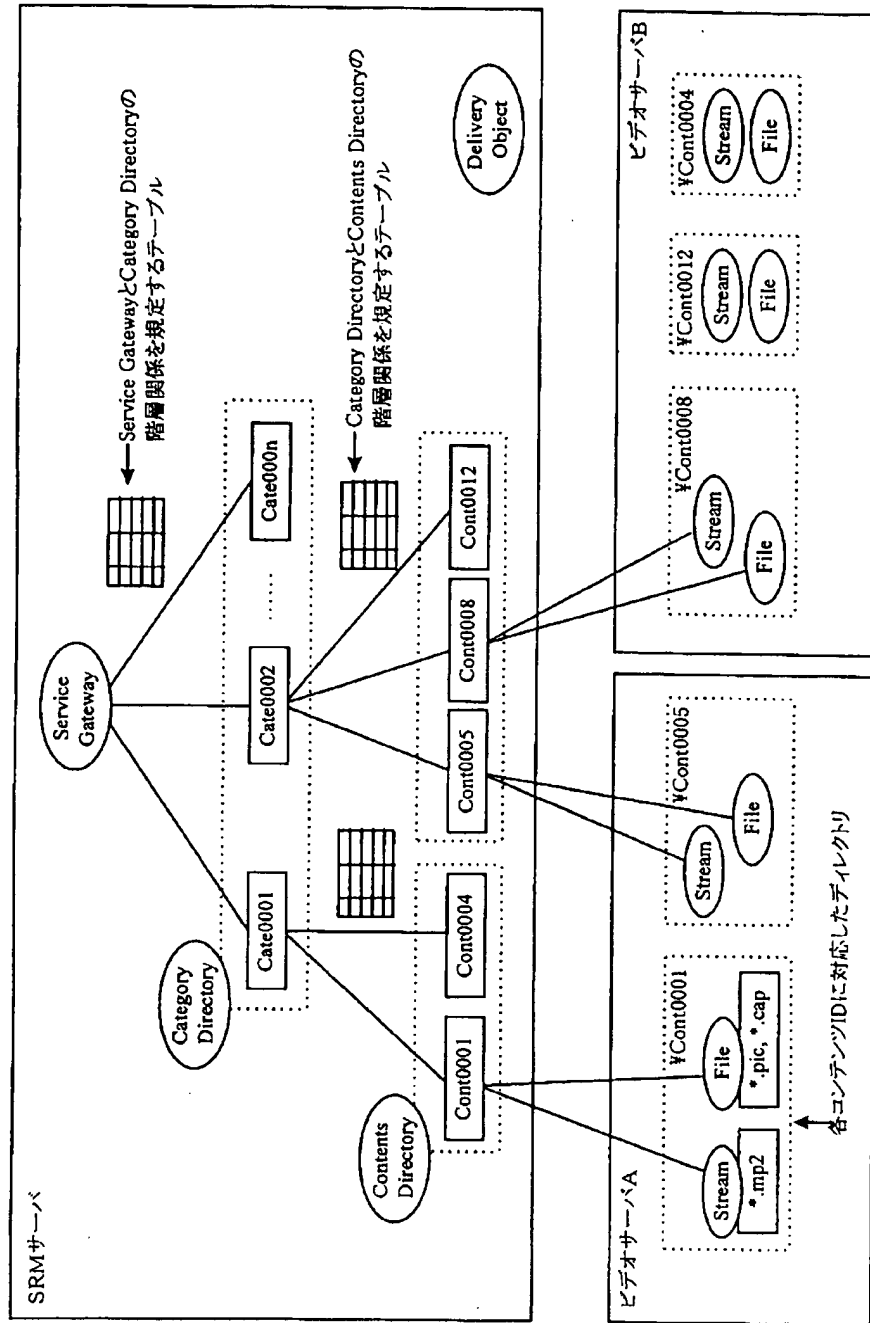 SRMサーバ
Service
Gateway
Service GatewayとCategory Directoryの
階層関係を規定するテーブル
Category
Directory
Cate0001
Cate0002
……
Cate000n
Category DirectoryとContents Directoryの
階層関係を規定するテーブル
Contents
Directory
Cont0001
Cont0004
Cont0005
Cont0008
Cont0012
Delivery
Object
ビデオサーバA
¥Cont0001
Stream
*.mp2
File
*.pic, *.cap
¥Cont0005
Stream
File
各コンテンツIDに対応したディレクトリ
ビデオサーバB
¥Cont0008
Stream
File
¥Cont0012
Stream
File
¥Cont0004
Stream
File